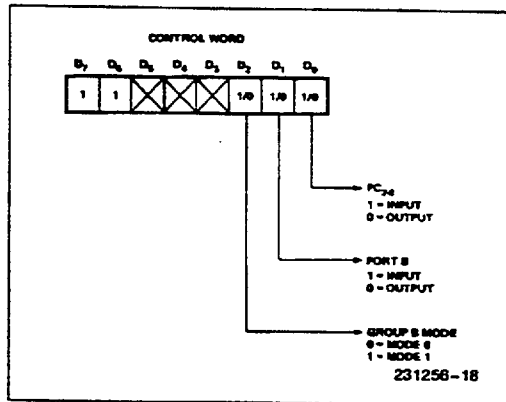 CONTROL WORD
D7 D6 D5 D4 D3 D2 D1 D0
1 1 1/0 1/0 1/0
PC2-0
1 = INPUT
0 = OUTPUT
PORT B
1 = INPUT
0 = OUTPUT
GROUP B MODE
0 = MODE 0
1 = MODE 1
231256-18